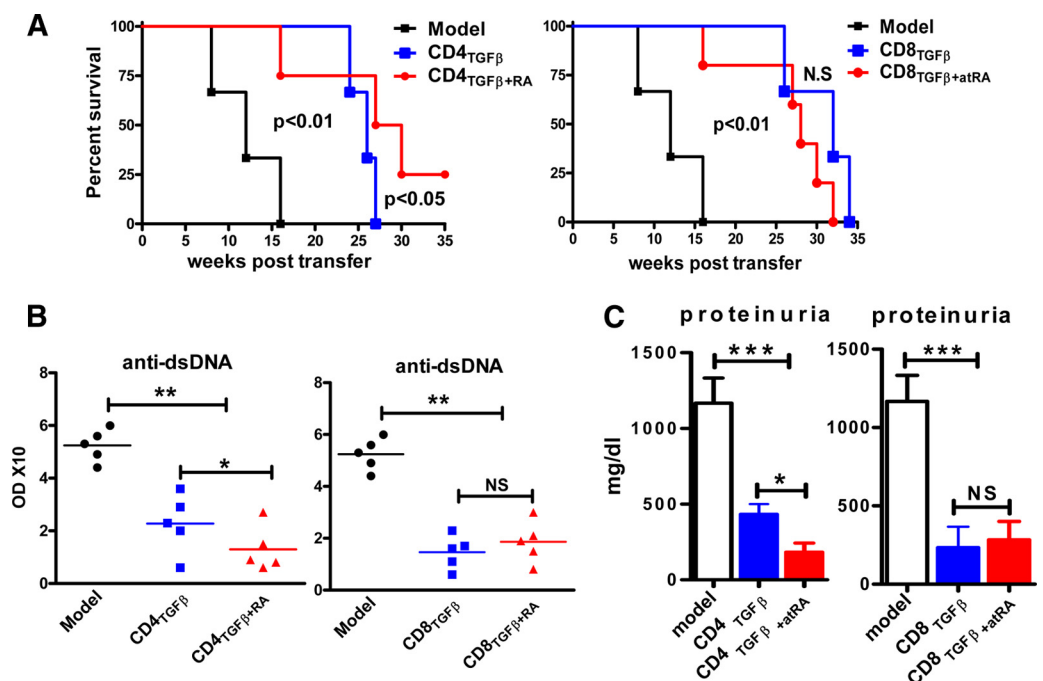 A
Percent survival
100
75
50
25
0
0 5 10 15 20 25 30 35
weeks post transfer
Model
CD4TGFβ
CD4TGFβ+RA
p<0.01
p<0.05
100
75
50
25
0
0 5 10 15 20 25 30 35
weeks post transfer
Model
CD8TGFβ
CD8TGFβ+atRA
N.S
p<0.01
B
anti-dsDNA
OD X10
8
6
4
2
0
**
*
Model
CD4TGFβ
CD4TGFβ+RA
anti-dsDNA
8
6
4
2
0
**
NS
Model
CD8TGFβ
CD8TGFβ+RA
C
proteinuria
mg/dl
1500
1000
500
0
***
*
model
CD4 TGFβ
CD4 TGFβ+atRA
proteinuria
1500
1000
500
0
***
NS
model
CD8 TGFβ
CD8 TGFβ+atRA